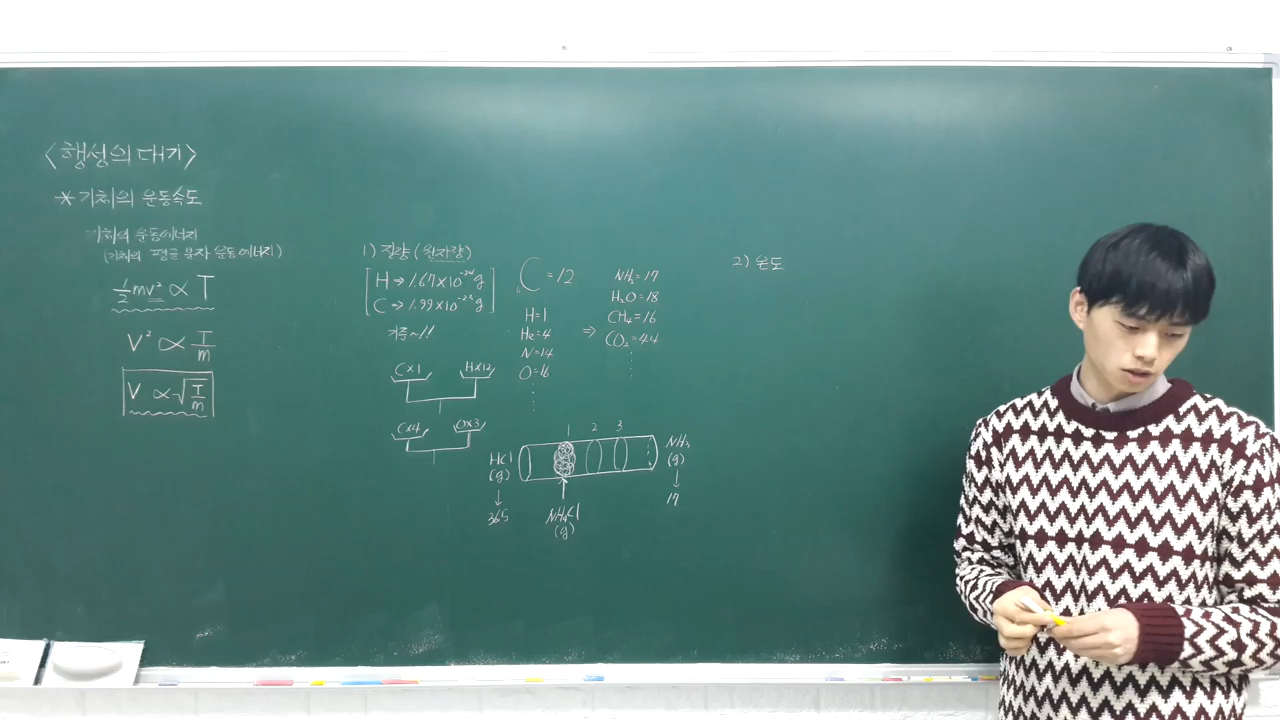 <행성의 대기>
* 기체의 운동속도
기체의 운동에너지
(기체의 평균 분자 운동에너지)
½mv² ∝ T
V² ∝ T/m
V ∝ √(T/m)
1) 질량 (원자량)
H → 1.67×10⁻²⁴g
C → 1.99×10⁻²³g
기준~!!
C×1 H×12
C×4 O×3
C=12
H=1
He=4
N=14
O=16
⇒
NH₃=17
H₂O=18
CH₄=16
CO₂=44
1 2 3
HCl
(g)
↓
36.5
NH₄Cl
(g)
NH₃
(g)
↓
17
2) 온도